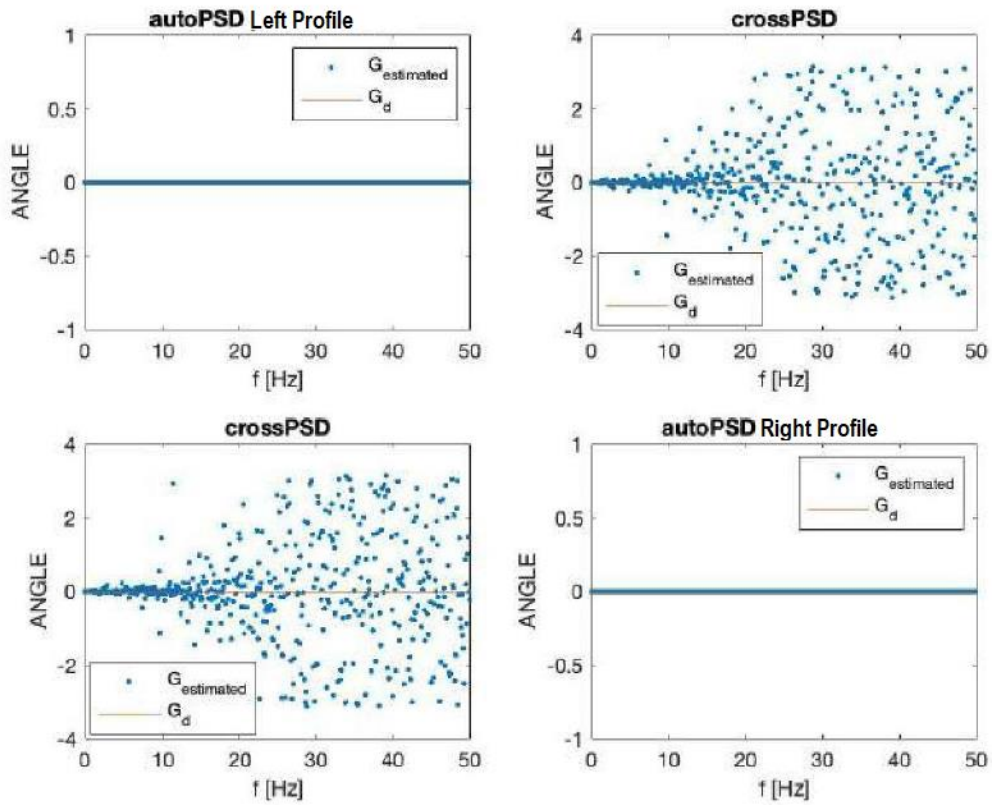 autoPSD Left Profile
1
0.5
0
-0.5
-1
ANGLE
G_estimated
G_d
0 10 20 30 40 50
f [Hz]
crossPSD
4
2
0
-2
-4
ANGLE
G_estimated
G_d
0 10 20 30 40 50
f [Hz]
crossPSD
4
2
0
-2
-4
ANGLE
G_estimated
G_d
0 10 20 30 40 50
f [Hz]
autoPSD Right Profile
1
0.5
0
-0.5
-1
ANGLE
G_estimated
G_d
0 10 20 30 40 50
f [Hz]